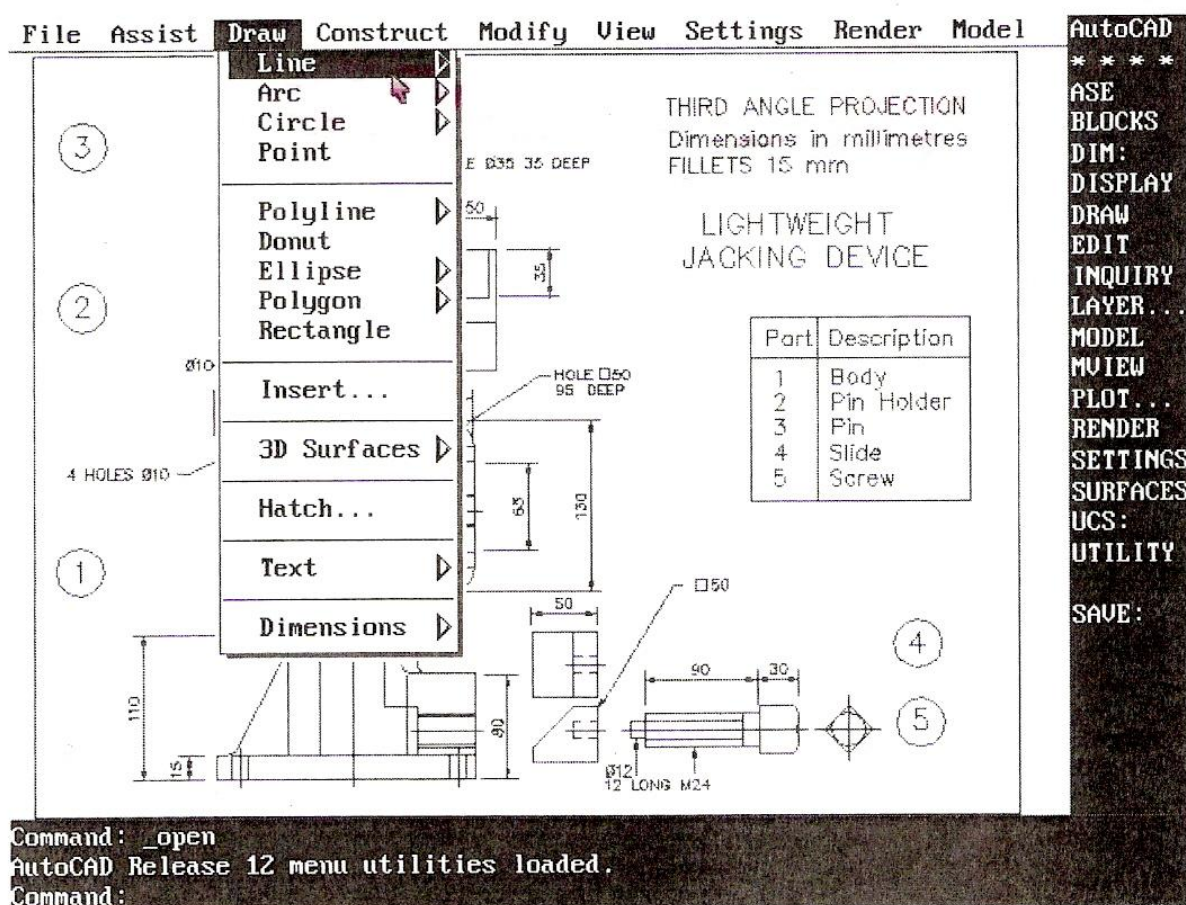 File Assist Draw Construct Modify View Settings Render Model
Line
Arc
Circle
Point
Polyline
Donut
Ellipse
Polygon
Rectangle
Insert...
3D Surfaces
Hatch...
Text
Dimensions
AutoCAD
* * * *
ASE
BLOCKS
DIM:
DISPLAY
DRAW
EDIT
INQUIRY
LAYER...
MODEL
MVIEW
PLOT...
RENDER
SETTINGS
SURFACES
UCS:
UTILITY
SAVE:
THIRD ANGLE PROJECTION
Dimensions in millimetres
FILLETS 15 mm
LIGHTWEIGHT
JACKING DEVICE
Part Description
1 Body
2 Pin Holder
3 Pin
4 Slide
5 Screw
3
E Ø35 35 DEEP
50
35
2
Ø10
HOLE □50
95 DEEP
4 HOLES Ø10
63
130
1
□50
50
4
90 30
110
90
5
15
Ø12
12 LONG M24
Command: _open
AutoCAD Release 12 menu utilities loaded.
Command: